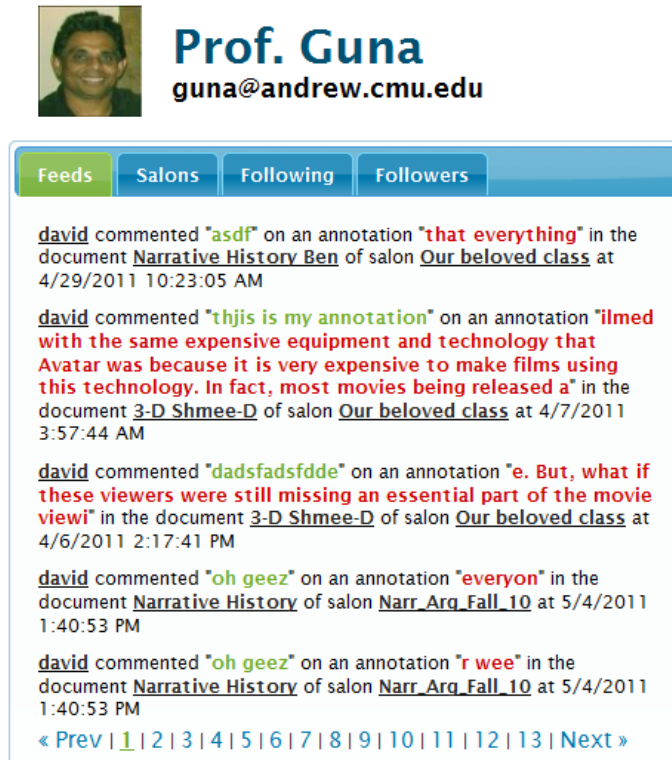 Prof. Guna
guna@andrew.cmu.edu
Feeds Salons Following Followers
david commented "asdf" on an annotation "that everything" in the
document Narrative History Ben of salon Our beloved class at
4/29/2011 10:23:05 AM
david commented "thjis is my annotation" on an annotation "ilmed
with the same expensive equipment and technology that
Avatar was because it is very expensive to make films using
this technology. In fact, most movies being released a" in the
document 3-D Shmee-D of salon Our beloved class at 4/7/2011
3:57:44 AM
david commented "dadsfadsfdde" on an annotation "e. But, what if
these viewers were still missing an essential part of the movie
viewi" in the document 3-D Shmee-D of salon Our beloved class at
4/6/2011 2:17:41 PM
david commented "oh geez" on an annotation "everyon" in the
document Narrative History of salon Narr_Arg_Fall_10 at 5/4/2011
1:40:53 PM
david commented "oh geez" on an annotation "r wee" in the
document Narrative History of salon Narr_Arg_Fall_10 at 5/4/2011
1:40:53 PM
« Prev | 1 | 2 | 3 | 4 | 5 | 6 | 7 | 8 | 9 | 10 | 11 | 12 | 13 | Next »